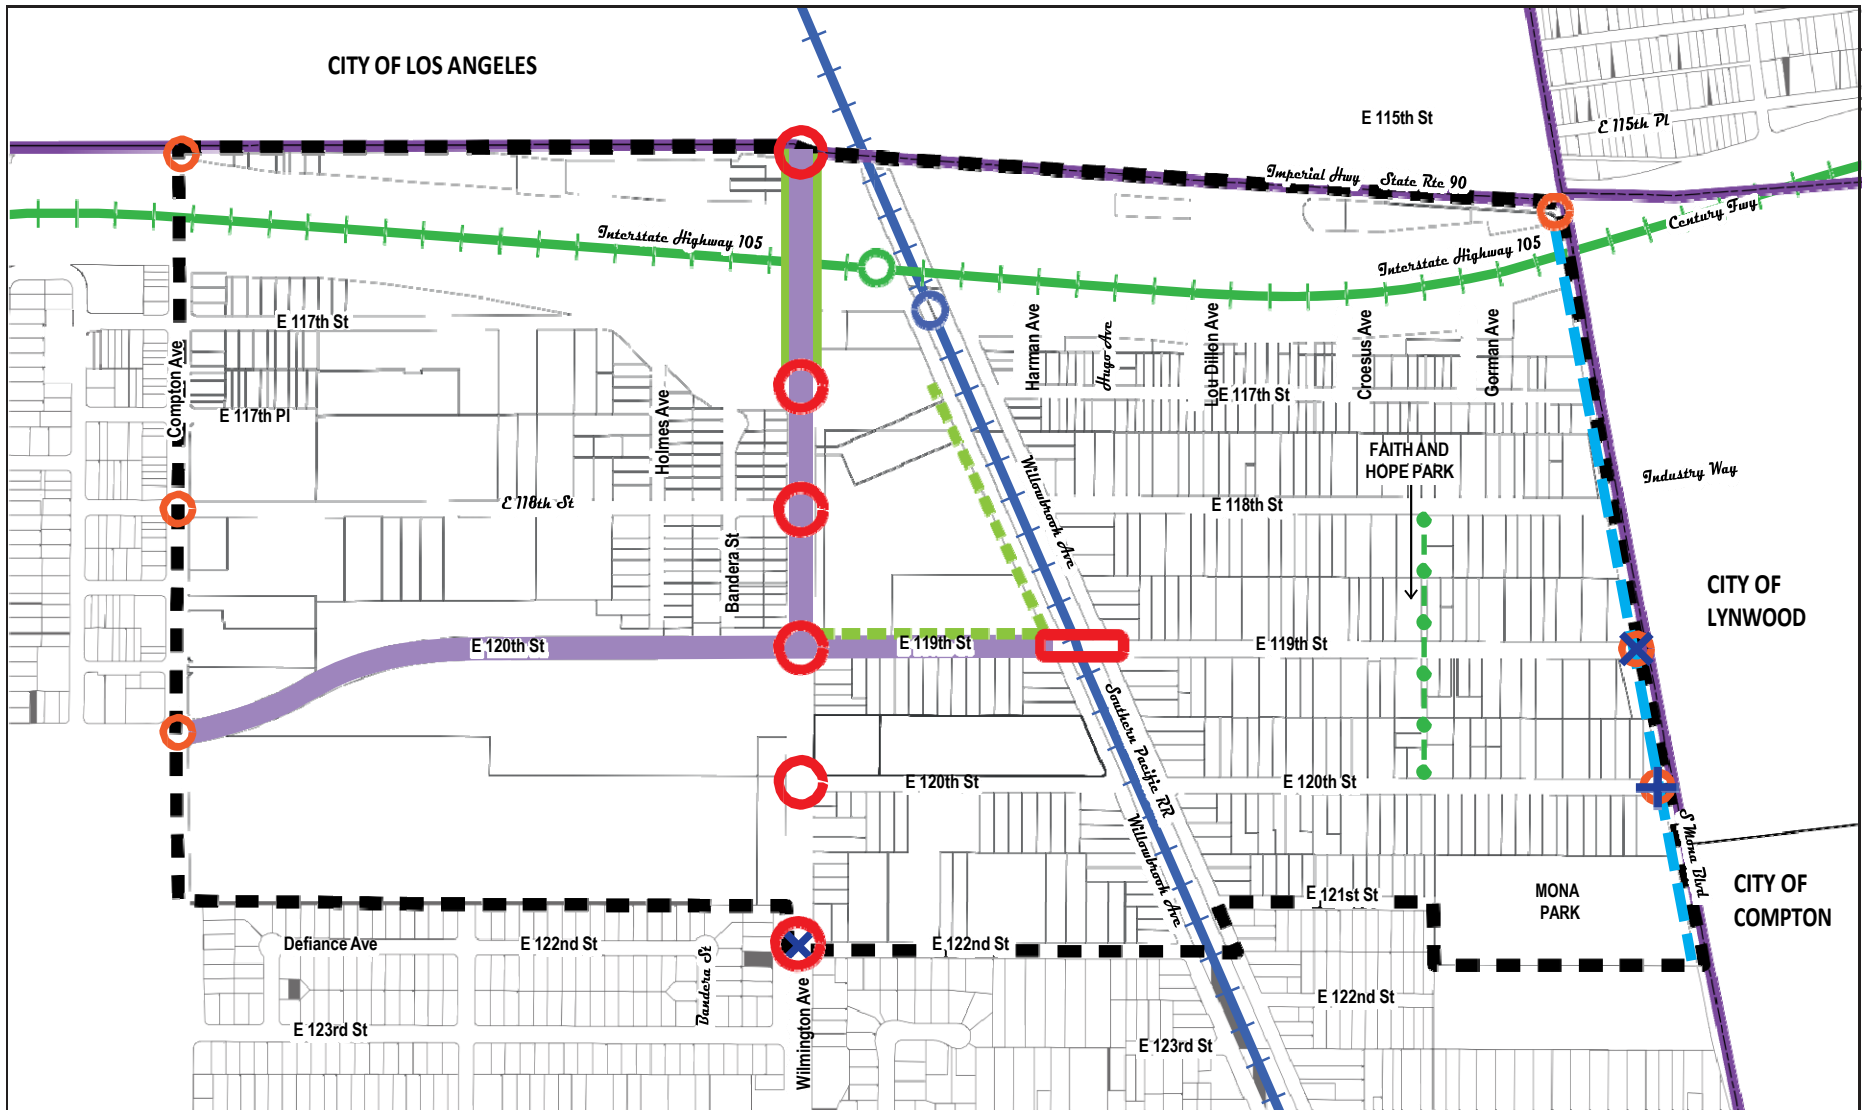 CITY OF LOS ANGELES
E 115th St
E 115th Pl
Imperial Hwy
State Rte 90
Century Fwy
Interstate Highway 105
Interstate Highway 105
E 117th St
Compton Ave
E 117th Pl
Holmes Ave
Harman Ave
Hugo Ave
Lou Dillon Ave
E 117th St
Croesus Ave
Gorman Ave
FAITH AND
HOPE PARK
Industry Way
E 118th St
Willowbrook Ave
E 118th St
Bandera St
CITY OF
LYNWOOD
E 120th St
E 119th St
E 119th St
Southern Pacific RR
E 120th St
E 120th St
S Mona Blvd
Willowbrook Ave
E 121st St
MONA
PARK
CITY OF
COMPTON
Defiance Ave
E 122nd St
Bandera St
E 122nd St
E 122nd St
E 123rd St
Wilmington Ave
E 123rd St